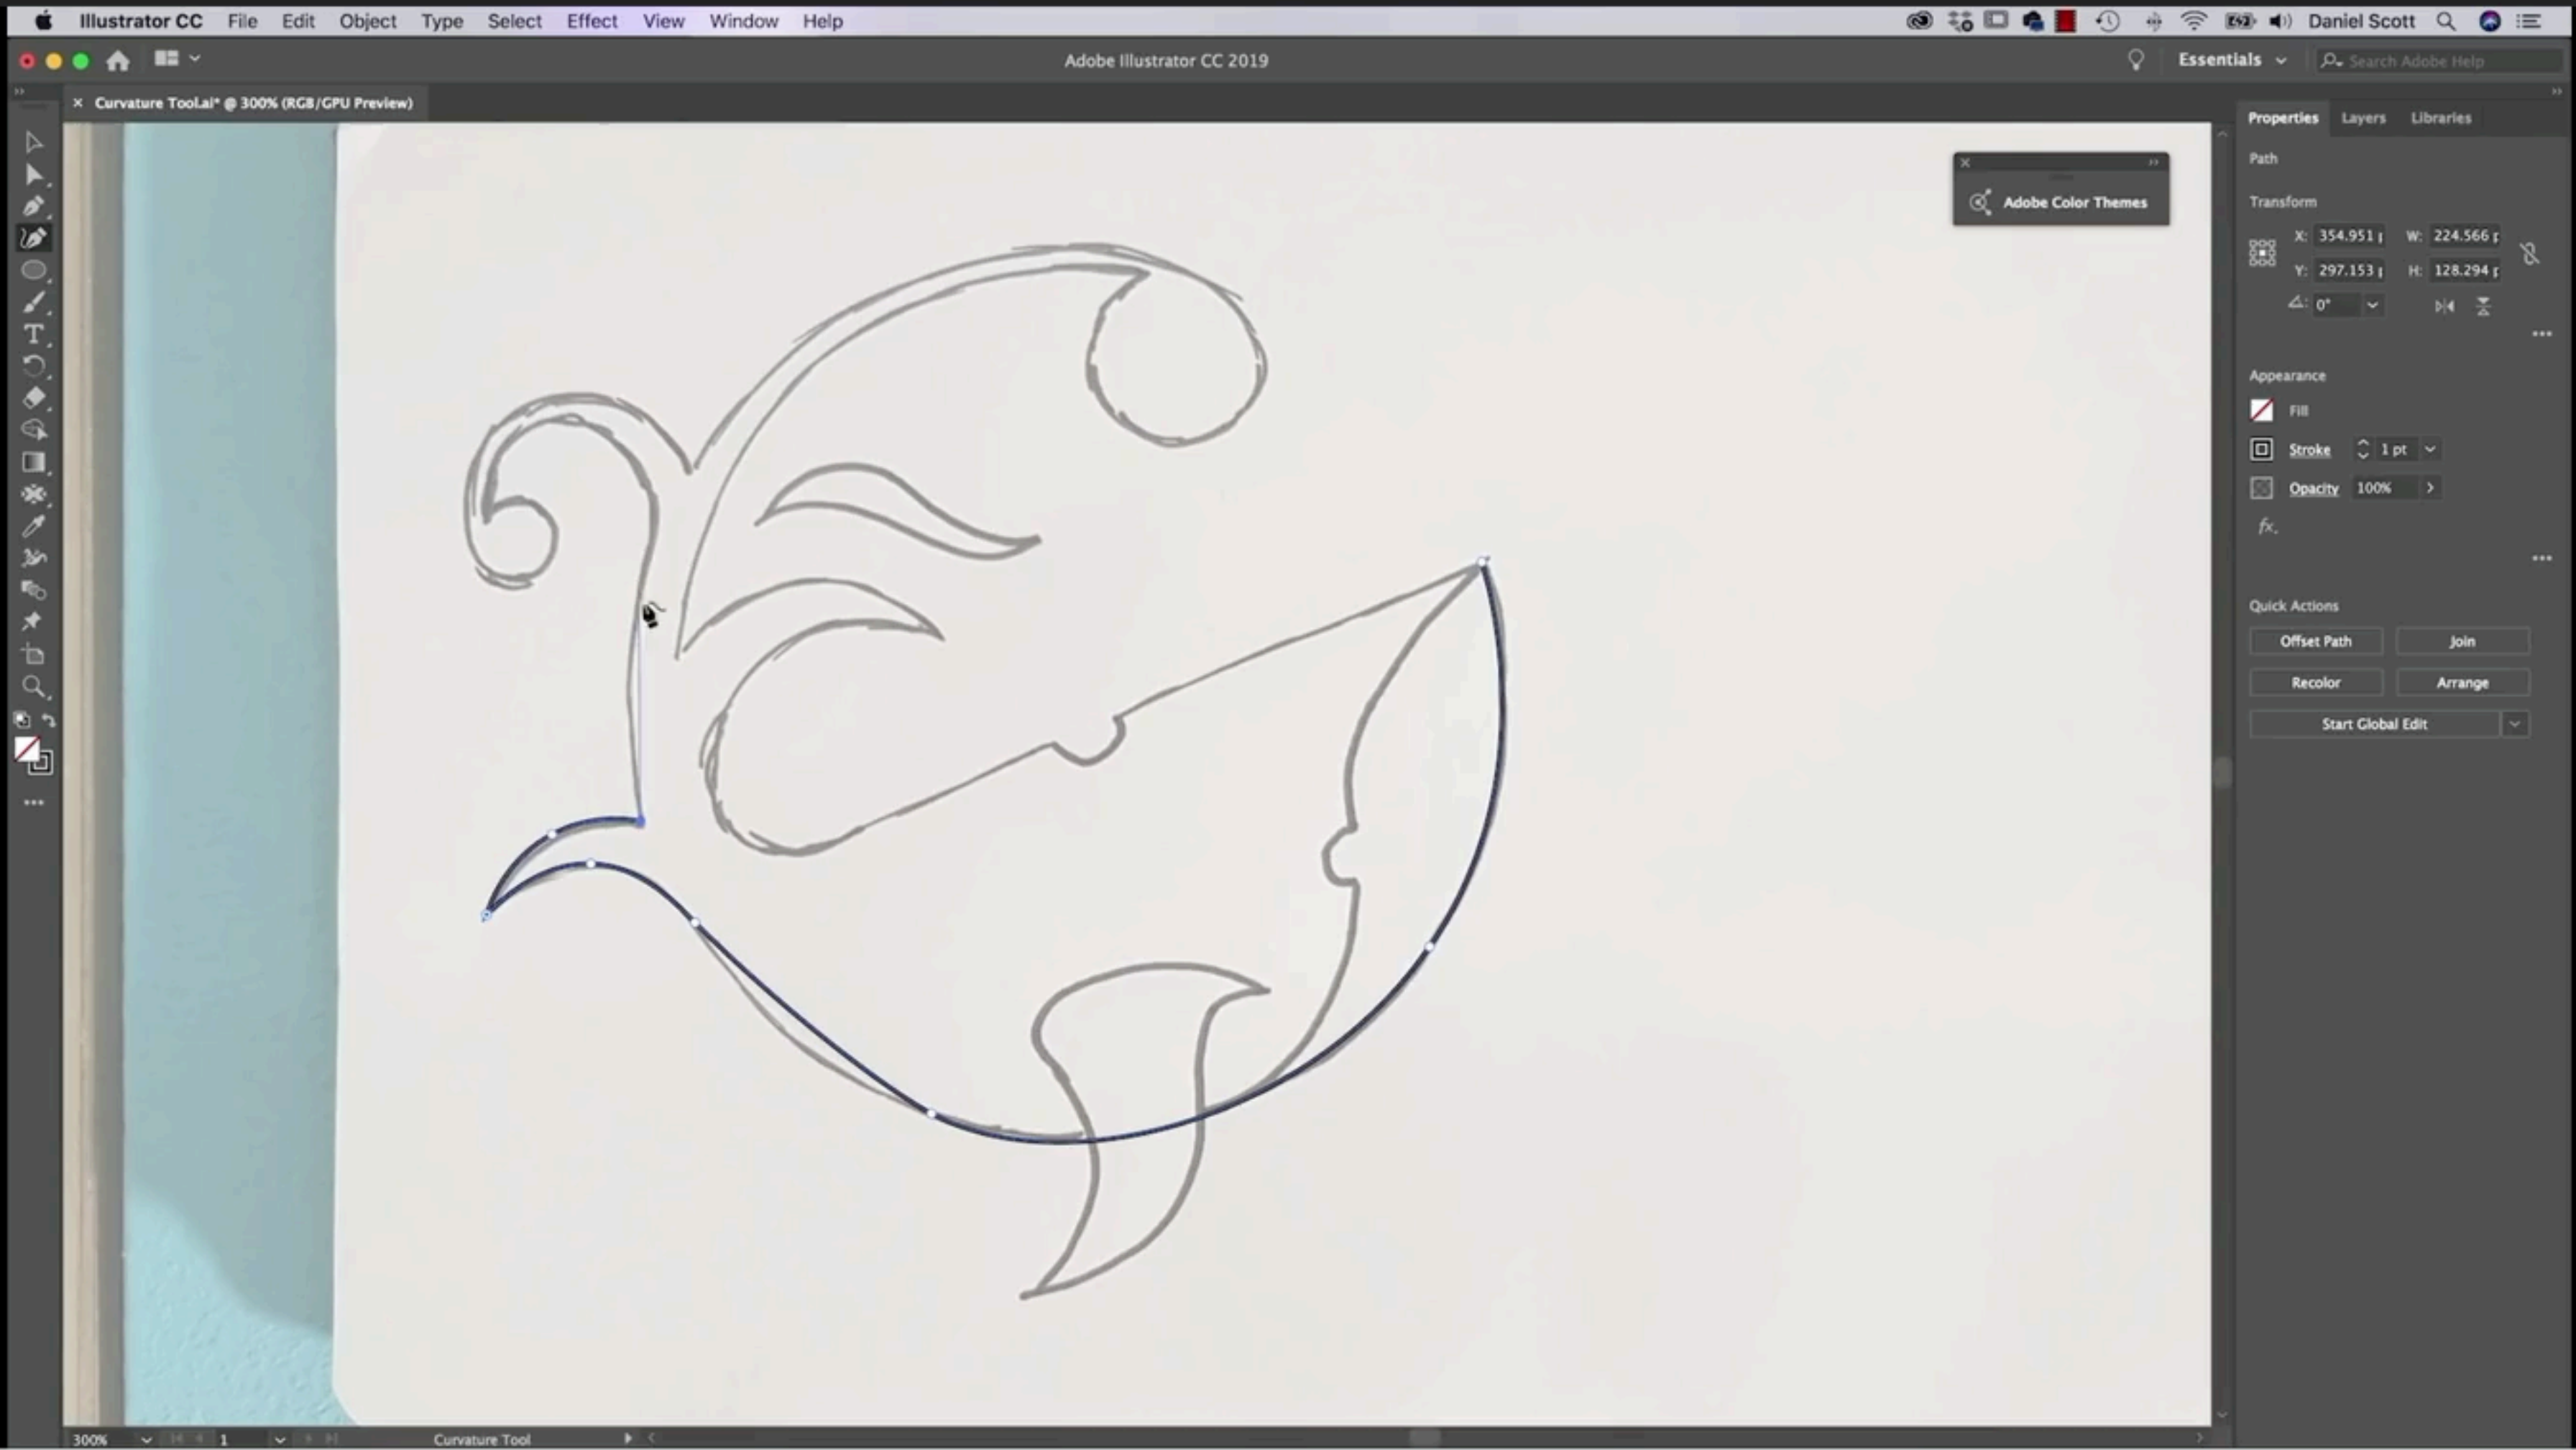 Illustrator CC File Edit Object Type Select Effect View Window Help Daniel Scott
Adobe Illustrator CC 2019 Essentials Search Adobe Help
Curvature Tool.ai* @ 300% (RGB/GPU Preview)
Properties Layers Libraries
Path
Transform
X: 354.951 W: 224.566
Y: 297.153 H: 128.294
0°
Adobe Color Themes
Appearance
Fill
Stroke 1 pt
Opacity 100%
fx.
Quick Actions
Offset Path Join
Recolor Arrange
Start Global Edit
300% 1 Curvature Tool